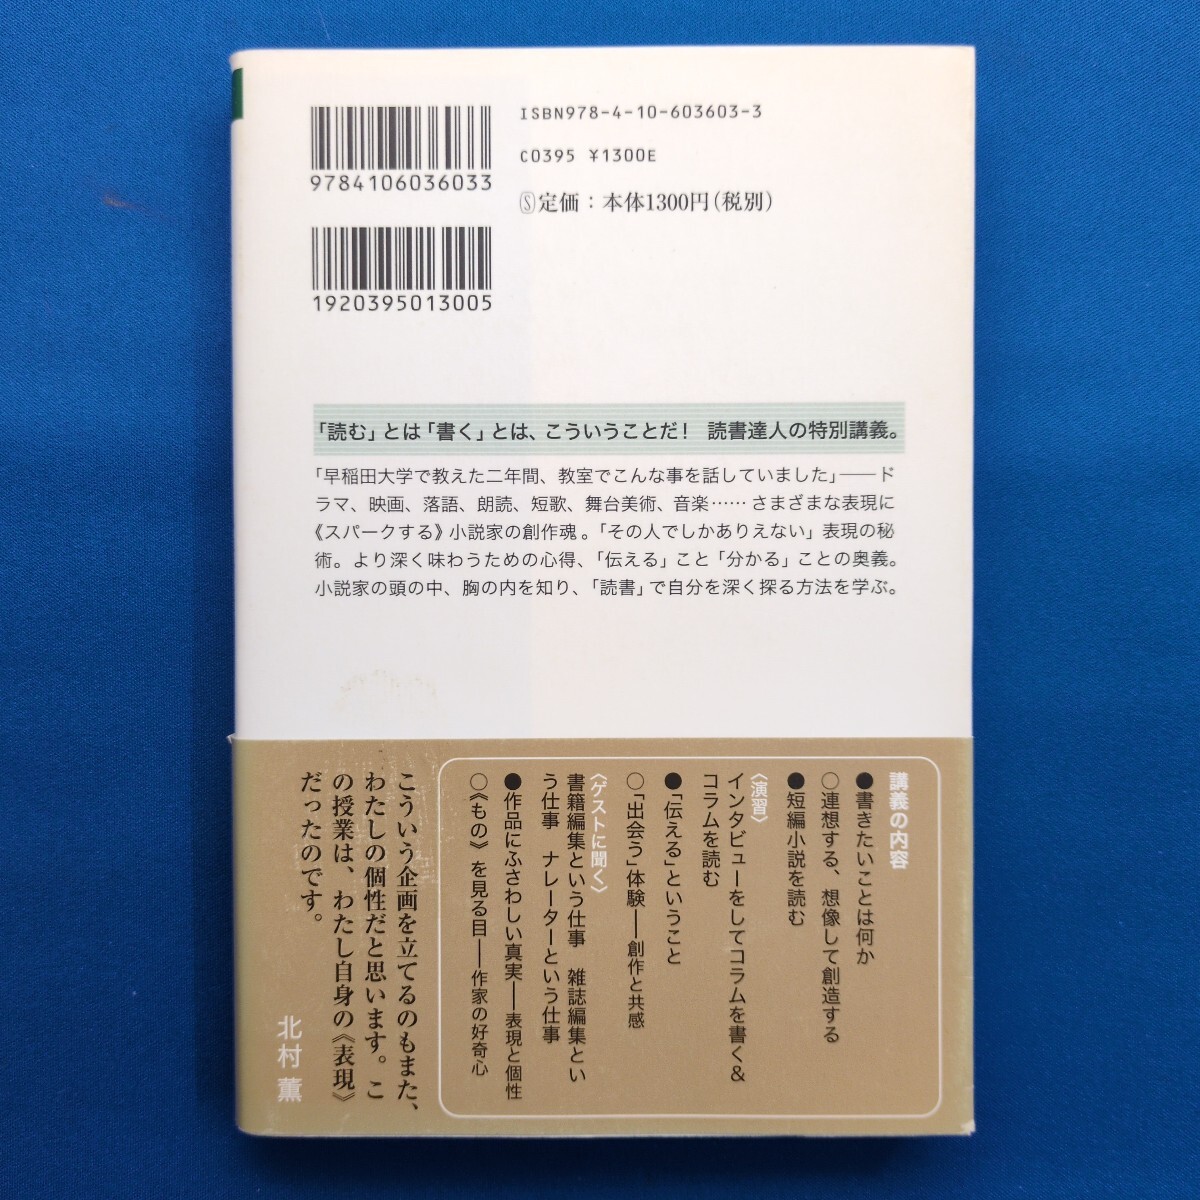 ISBN978-4-10-603603-3
C0395 ¥1300E
9784106036033
Ⓢ定価：本体1300円（税別）
1920395013005
「読む」とは「書く」とは、こういうことだ！　読書達人の特別講義。
「早稲田大学で教えた二年間、教室でこんな事を話していました」――ド
ラマ、映画、落語、朗読、短歌、舞台美術、音楽……さまざまな表現に
《スパークする》小説家の創作魂。「その人でしかありえない」表現の秘
術。より深く味わうための心得、「伝える」こと「分かる」ことの奥義。
小説家の頭の中、胸の内を知り、「読書」で自分を深く探る方法を学ぶ。
講義の内容
●書きたいことは何か
○連想する、想像して創造する
●短編小説を読む
〈演習〉
インタビューをしてコラムを書く＆
コラムを読む
●「伝える」ということ
○「出会う」体験――創作と共感
〈ゲストに聞く〉
書籍編集という仕事　雑誌編集とい
う仕事　ナレーターという仕事
●作品にふさわしい真実――表現と個性
○《もの》を見る目――作家の好奇心
こういう企画を立てるのもまた、
わたしの個性だと思います。こ
の授業は、わたし自身の《表現》
だったのです。
北村 薫